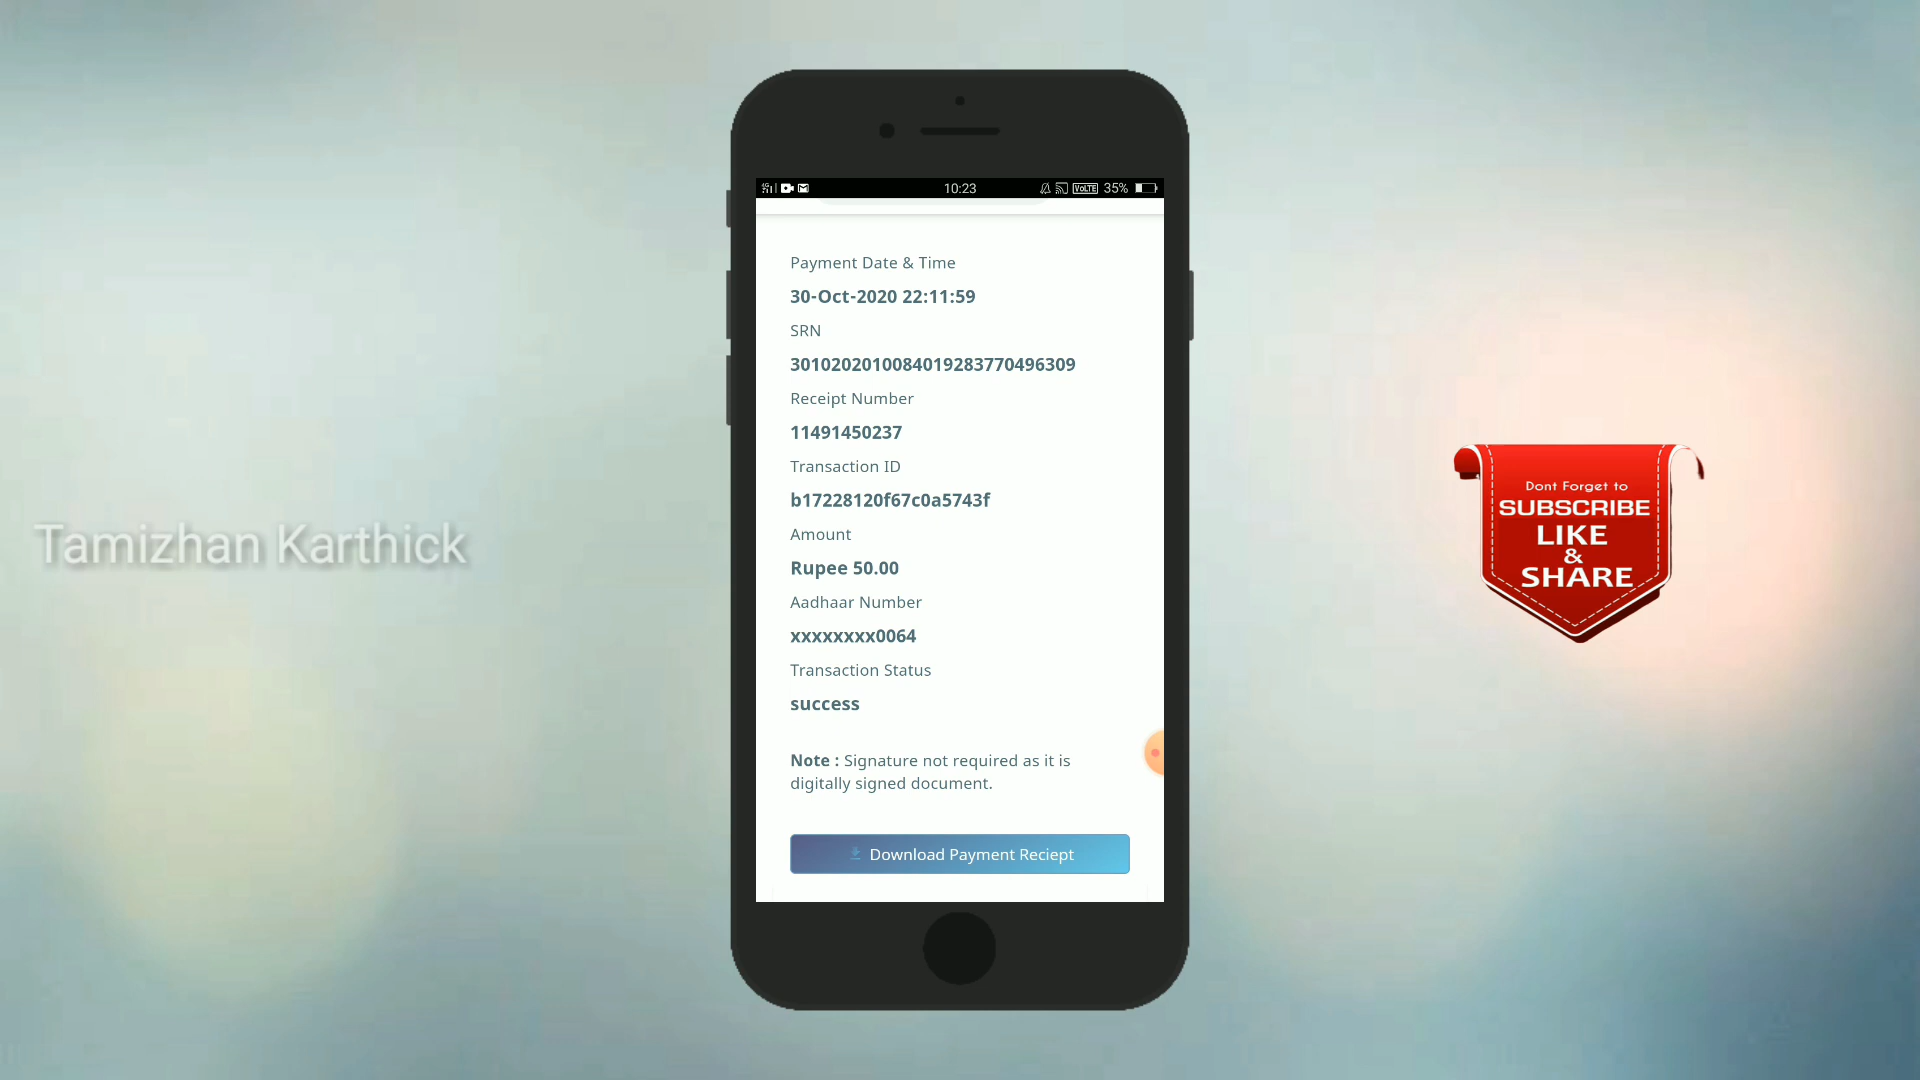 Tamizhan Karthick
10:23
VoLTE 35%
Payment Date & Time
30-Oct-2020 22:11:59
SRN
3010202010084019283770496309
Receipt Number
11491450237
Transaction ID
b17228120f67c0a5743f
Amount
Rupee 50.00
Aadhaar Number
xxxxxxxx0064
Transaction Status
success
Note : Signature not required as it is
digitally signed document.
Download Payment Reciept
Dont Forget to
SUBSCRIBE
LIKE
&
SHARE